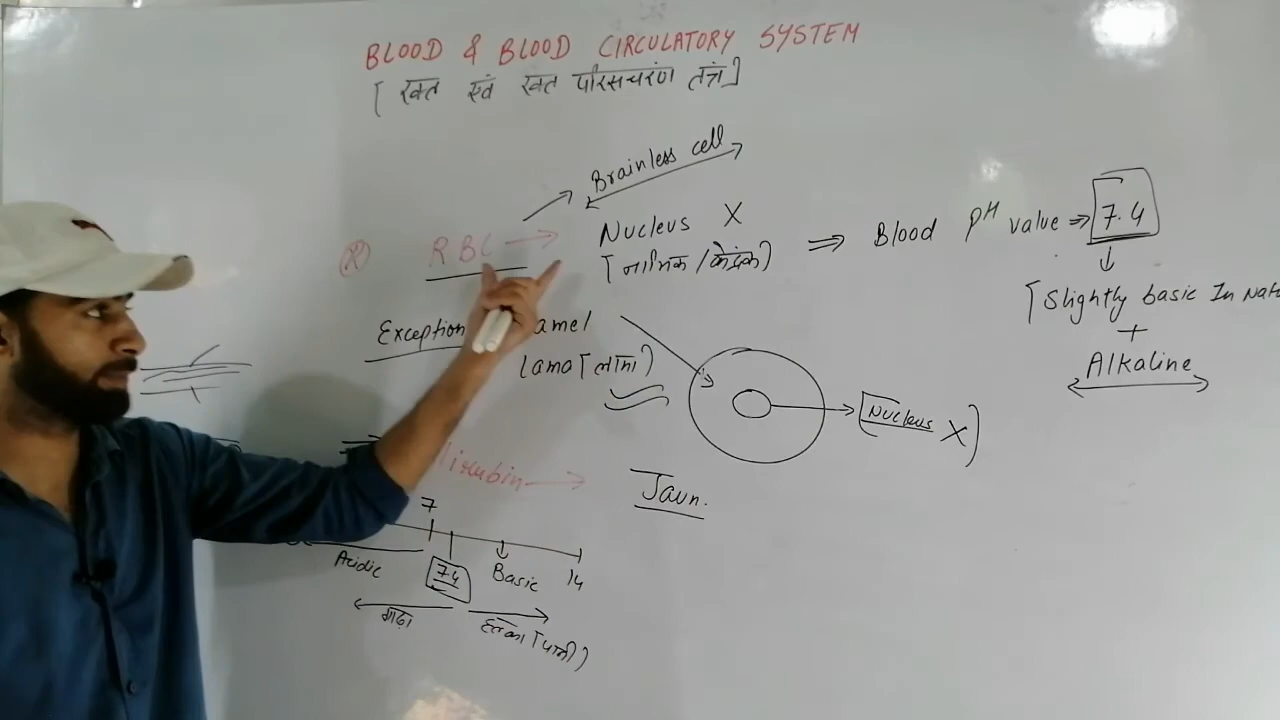 BLOOD & BLOOD CIRCULATORY SYSTEM
[रक्त एवं रक्त परिसंचरण तंत्र]
Brainless cell
RBC → Nucleus X ⇒ Blood PH value ⇒ 7.4
[नाभिक/केंद्रक]
[Slightly basic In Nat
+
Alkaline
Exception amel
lama [लामा]
[Nucleus X]
lirubin → Jaun.
7
Acidic 7.4 Basic 14
गाढ़ा
हल्का [पानी]